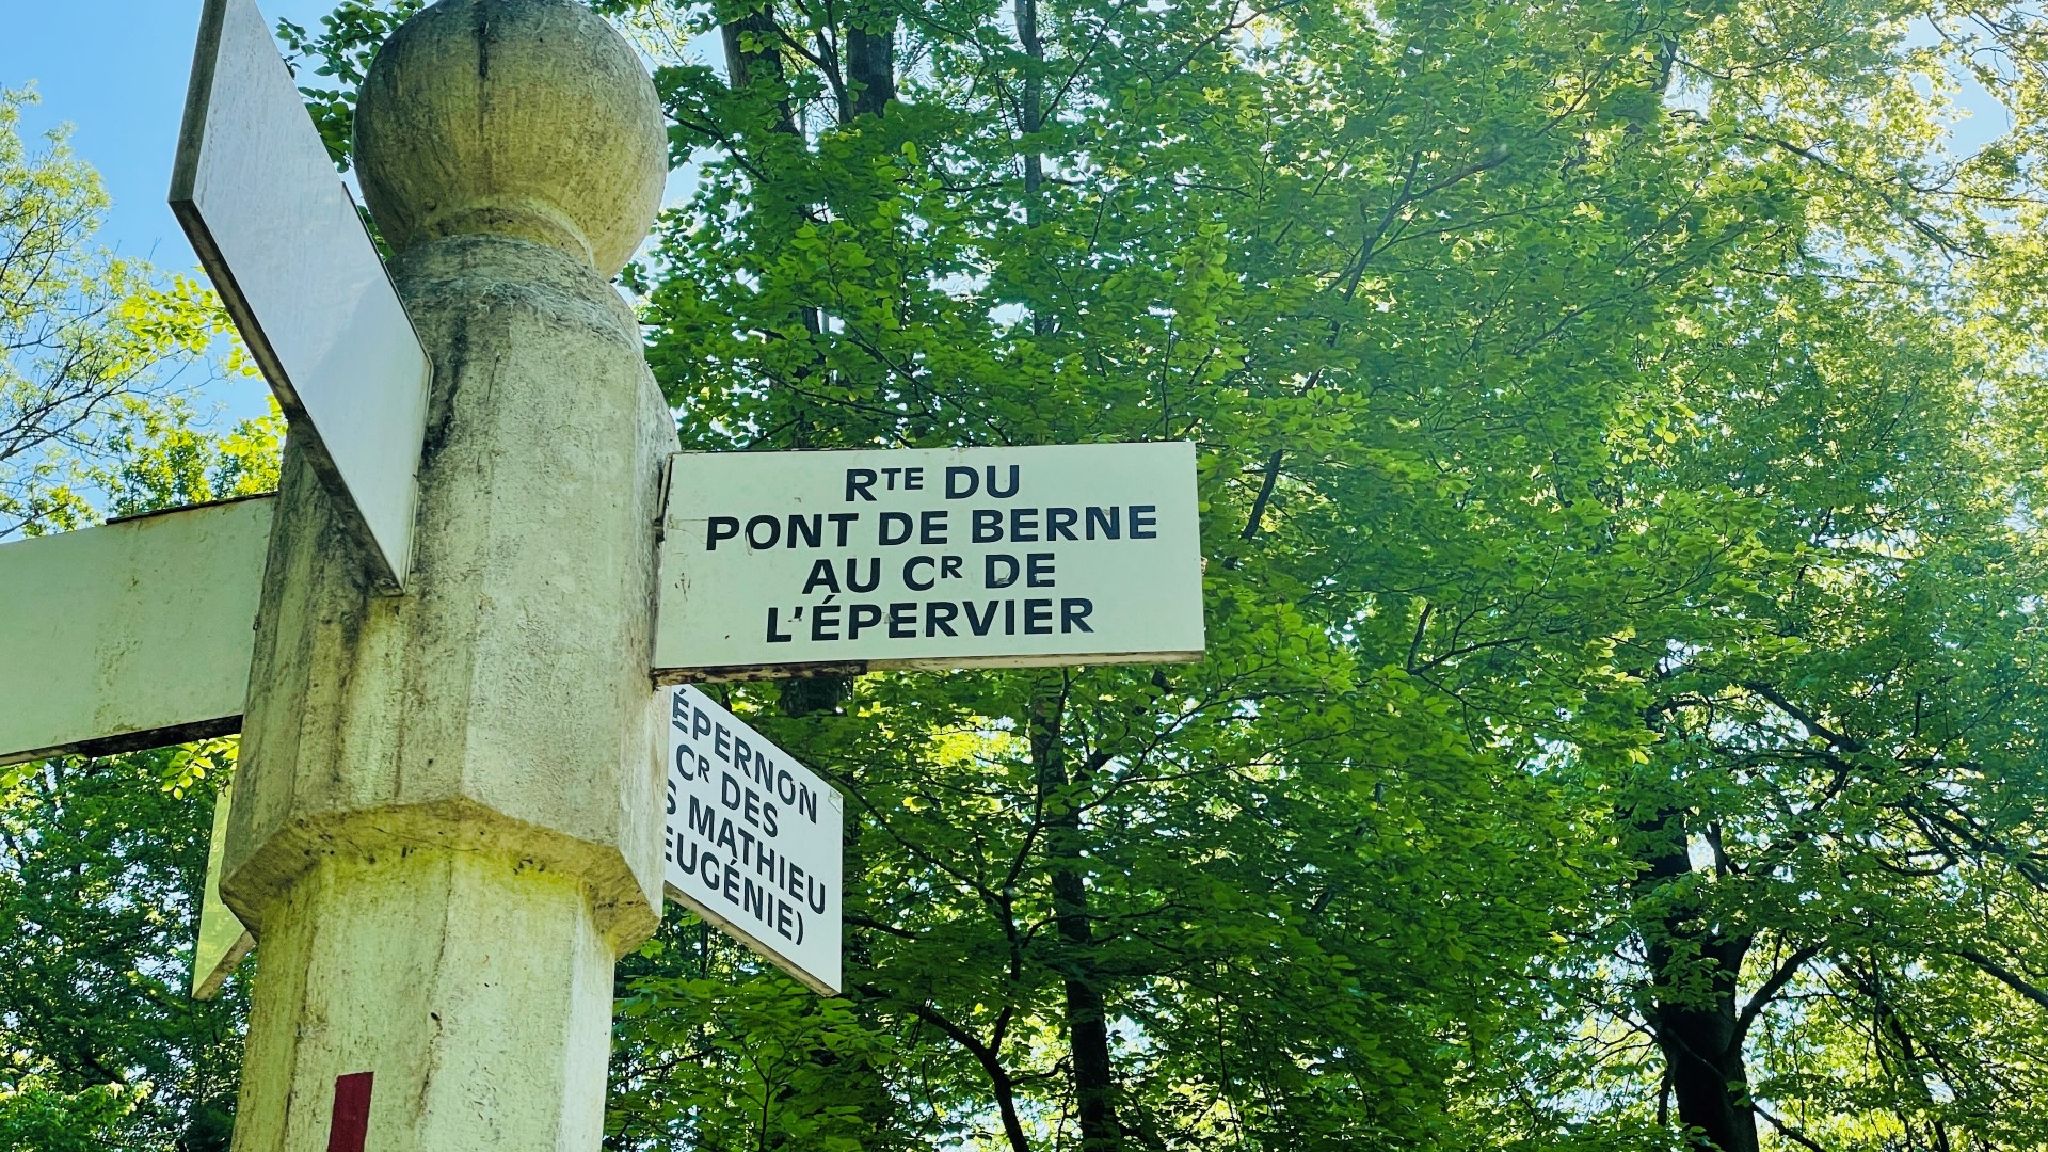 RTE DU
PONT DE BERNE
AU CR DE
L'ÉPERVIER
ÉPERNON
CR DES
MATHIEU
EUGÉNIE)